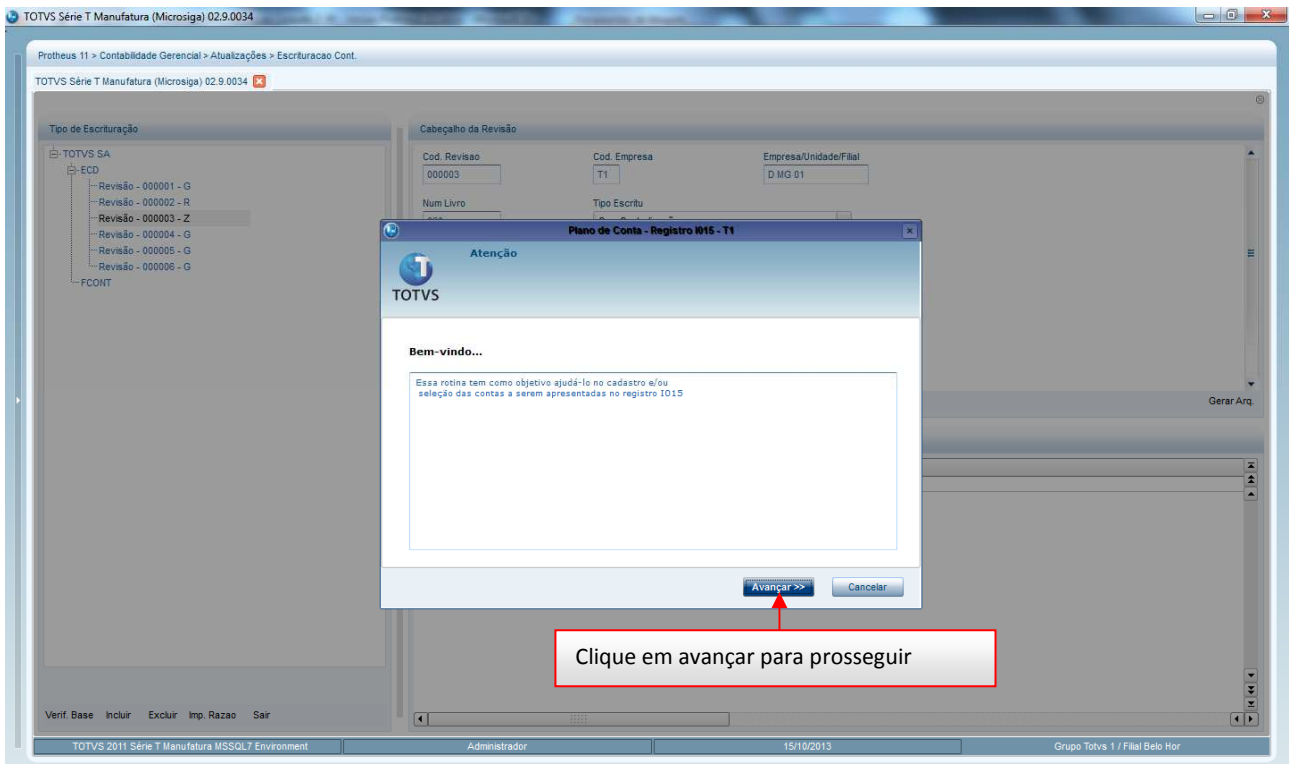 TOTVS Série T Manufatura (Microsiga) 02.9.0034
Protheus 11 > Contabilidade Gerencial > Atualizações > Escrituracao Cont.
TOTVS Série T Manufatura (Microsiga) 02.9.0034
Tipo de Escrituração
TOTVS SA
ECD
Revisão - 000001 - G
Revisão - 000002 - R
Revisão - 000003 - Z
Revisão - 000004 - G
Revisão - 000005 - G
Revisão - 000006 - G
FCONT
Cabeçalho da Revisão
Cod. Revisao Cod. Empresa Empresa/Unidade/Filial
000003 T1 D MG 01
Num Livro Tipo Escritu
Plano de Conta - Registro I015 - T1
Atenção
TOTVS
Bem-vindo...
Essa rotina tem como objetivo ajudá-lo no cadastro e/ou
seleção das contas a serem apresentadas no registro I015
Gerar Arq.
Avançar >> Cancelar
Clique em avançar para prosseguir
Verif. Base Incluir Excluir Imp. Razao Sair
TOTVS 2011 Série T Manufatura MSSQL7 Environment Administrador 15/10/2013 Grupo Totvs 1 / Filial Belo Hor